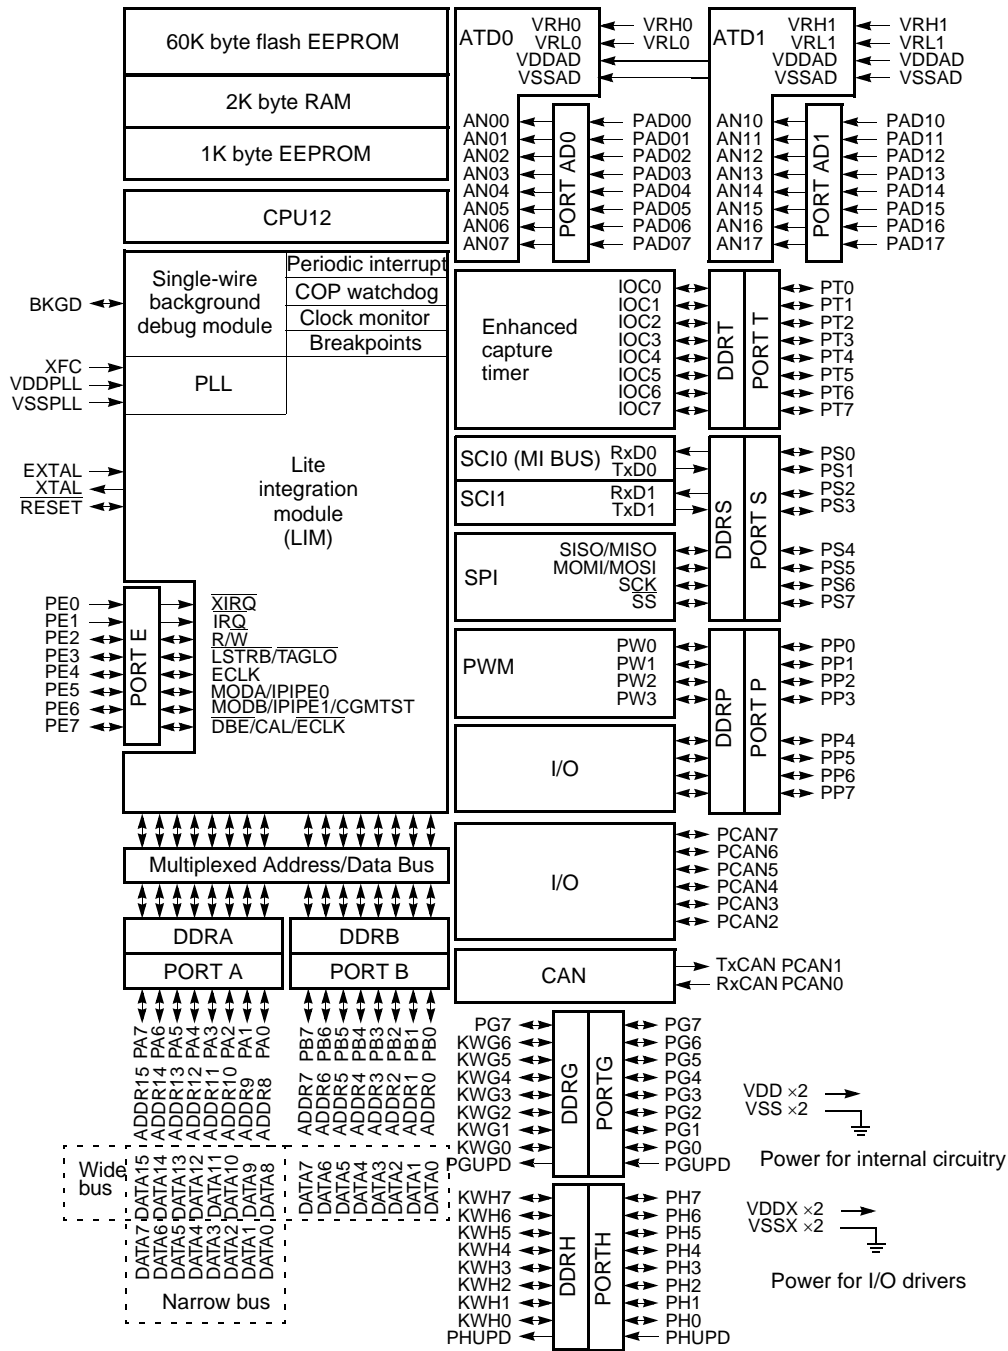 60K byte flash EEPROM
2K byte RAM
1K byte EEPROM
CPU12
Single-wire
background
debug module
Periodic interrupt
COP watchdog
Clock monitor
Breakpoints
PLL
Lite
integration
module
(LIM)
BKGD
XFC
VDDPLL
VSSPLL
EXTAL
XTAL
RESET
PE0
PE1
PE2
PE3
PE4
PE5
PE6
PE7
PORT E
XIRQ
IRQ
R/W
LSTRB/TAGLO
ECLK
MODA/IPIPE0
MODB/IPIPE1/CGMTST
DBE/CAL/ECLK
Multiplexed Address/Data Bus
DDRA
DDRB
PORT A
PORT B
PA7
PA6
PA5
PA4
PA3
PA2
PA1
PA0
PB7
PB6
PB5
PB4
PB3
PB2
PB1
PB0
ADDR15
ADDR14
ADDR13
ADDR12
ADDR11
ADDR10
ADDR9
ADDR8
ADDR7
ADDR6
ADDR5
ADDR4
ADDR3
ADDR2
ADDR1
ADDR0
Wide
bus
DATA15
DATA14
DATA13
DATA12
DATA11
DATA10
DATA9
DATA8
DATA7
DATA6
DATA5
DATA4
DATA3
DATA2
DATA1
DATA0
DATA7
DATA6
DATA5
DATA4
DATA3
DATA2
DATA1
DATA0
Narrow bus
ATD0
VRH0
VRL0
VDDAD
VSSAD
VRH0
VRL0
AN00
AN01
AN02
AN03
AN04
AN05
AN06
AN07
PORT AD0
PAD00
PAD01
PAD02
PAD03
PAD04
PAD05
PAD06
PAD07
ATD1
VRH1
VRL1
VDDAD
VSSAD
VRH1
VRL1
VDDAD
VSSAD
AN10
AN11
AN12
AN13
AN14
AN15
AN16
AN17
PORT AD1
PAD10
PAD11
PAD12
PAD13
PAD14
PAD15
PAD16
PAD17
Enhanced
capture
timer
IOC0
IOC1
IOC2
IOC3
IOC4
IOC5
IOC6
IOC7
DDRT
PORT T
PT0
PT1
PT2
PT3
PT4
PT5
PT6
PT7
SCI0 (MI BUS)
RxD0
TxD0
SCI1
RxD1
TxD1
SPI
SISO/MISO
MOMI/MOSI
SCK
SS
DDRS
PORT S
PS0
PS1
PS2
PS3
PS4
PS5
PS6
PS7
PWM
PW0
PW1
PW2
PW3
I/O
DDRP
PORT P
PP0
PP1
PP2
PP3
PP4
PP5
PP6
PP7
I/O
PCAN7
PCAN6
PCAN5
PCAN4
PCAN3
PCAN2
CAN
TxCAN PCAN1
RxCAN PCAN0
PG7
KWG6
KWG5
KWG4
KWG3
KWG2
KWG1
KWG0
PGUPD
DDRG
PORTG
PG7
PG6
PG5
PG4
PG3
PG2
PG1
PG0
PGUPD
KWH7
KWH6
KWH5
KWH4
KWH3
KWH2
KWH1
KWH0
PHUPD
DDRH
PORTH
PH7
PH6
PH5
PH4
PH3
PH2
PH1
PH0
PHUPD
VDD ×2
VSS ×2
Power for internal circuitry
VDDX ×2
VSSX ×2
Power for I/O drivers